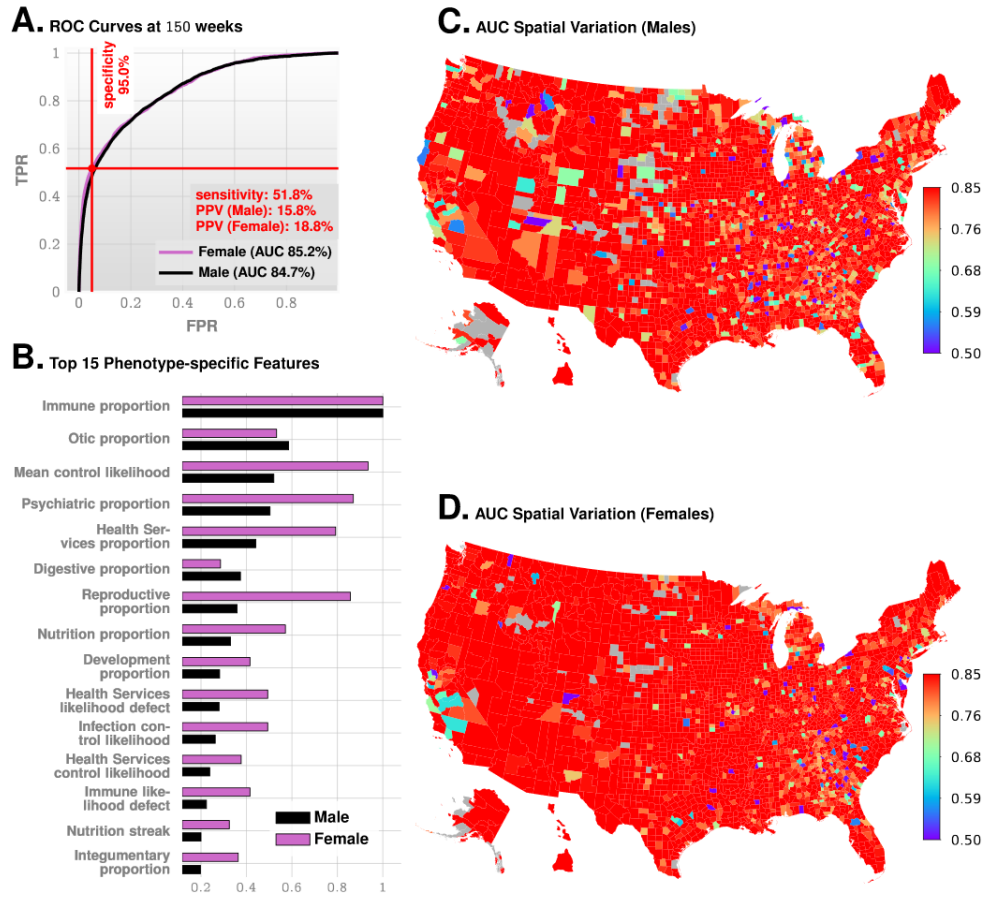 A. ROC Curves at 150 weeks
1
0.8
0.6
0.4
0.2
0
TPR
specificity
95.0%
sensitivity: 51.8%
PPV (Male): 15.8%
PPV (Female): 18.8%
Female (AUC 85.2%)
Male (AUC 84.7%)
0
0.2
0.4
0.6
0.8
FPR
B. Top 15 Phenotype-specific Features
Immune proportion
Otic proportion
Mean control likelihood
Psychiatric proportion
Health Ser-
vices proportion
Digestive proportion
Reproductive
proportion
Nutrition proportion
Development
proportion
Health Services
likelihood defect
Infection con-
trol likelihood
Health Services
control likelihood
Immune like-
lihood defect
Nutrition streak
Integumentary
proportion
Male
Female
0.2
0.4
0.6
0.8
1
C. AUC Spatial Variation (Males)
0.85
0.76
0.68
0.59
0.50
D. AUC Spatial Variation (Females)
0.85
0.76
0.68
0.59
0.50